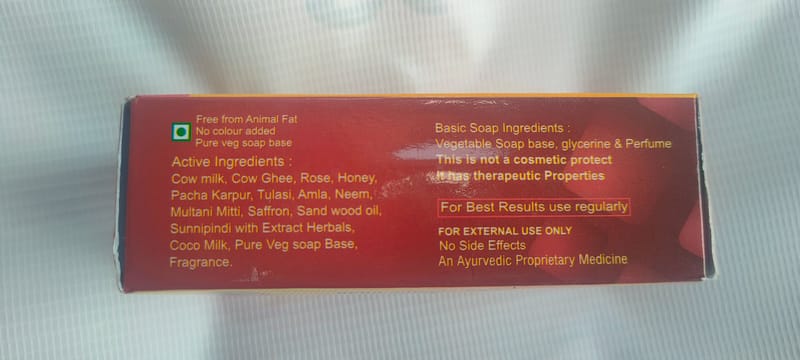 Free from Animal Fat
No colour added
Pure veg soap base
Active Ingredients :
Cow milk, Cow Ghee, Rose, Honey,
Pacha Karpur, Tulasi, Amla, Neem,
Multani Mitti, Saffron, Sand wood oil,
Sunnipindi with Extract Herbals,
Coco Milk, Pure Veg soap Base,
Fragrance.
Basic Soap Ingredients :
Vegetable Soap base, glycerine & Perfume
This is not a cosmetic protect
It has therapeutic Properties
For Best Results use regularly
FOR EXTERNAL USE ONLY
No Side Effects
An Ayurvedic Proprietary Medicine